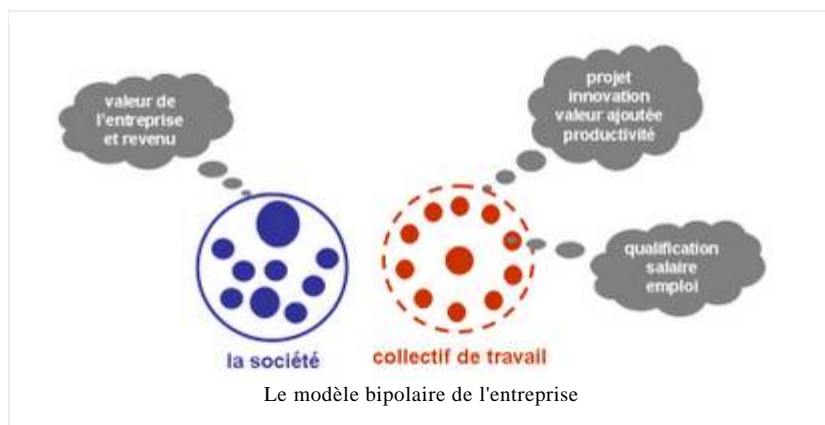 valeur de
l'entreprise
et revenu
projet
innovation
valeur ajoutée
productivité
qualification
salaire
emploi
la société
collectif de travail
Le modèle bipolaire de l'entreprise